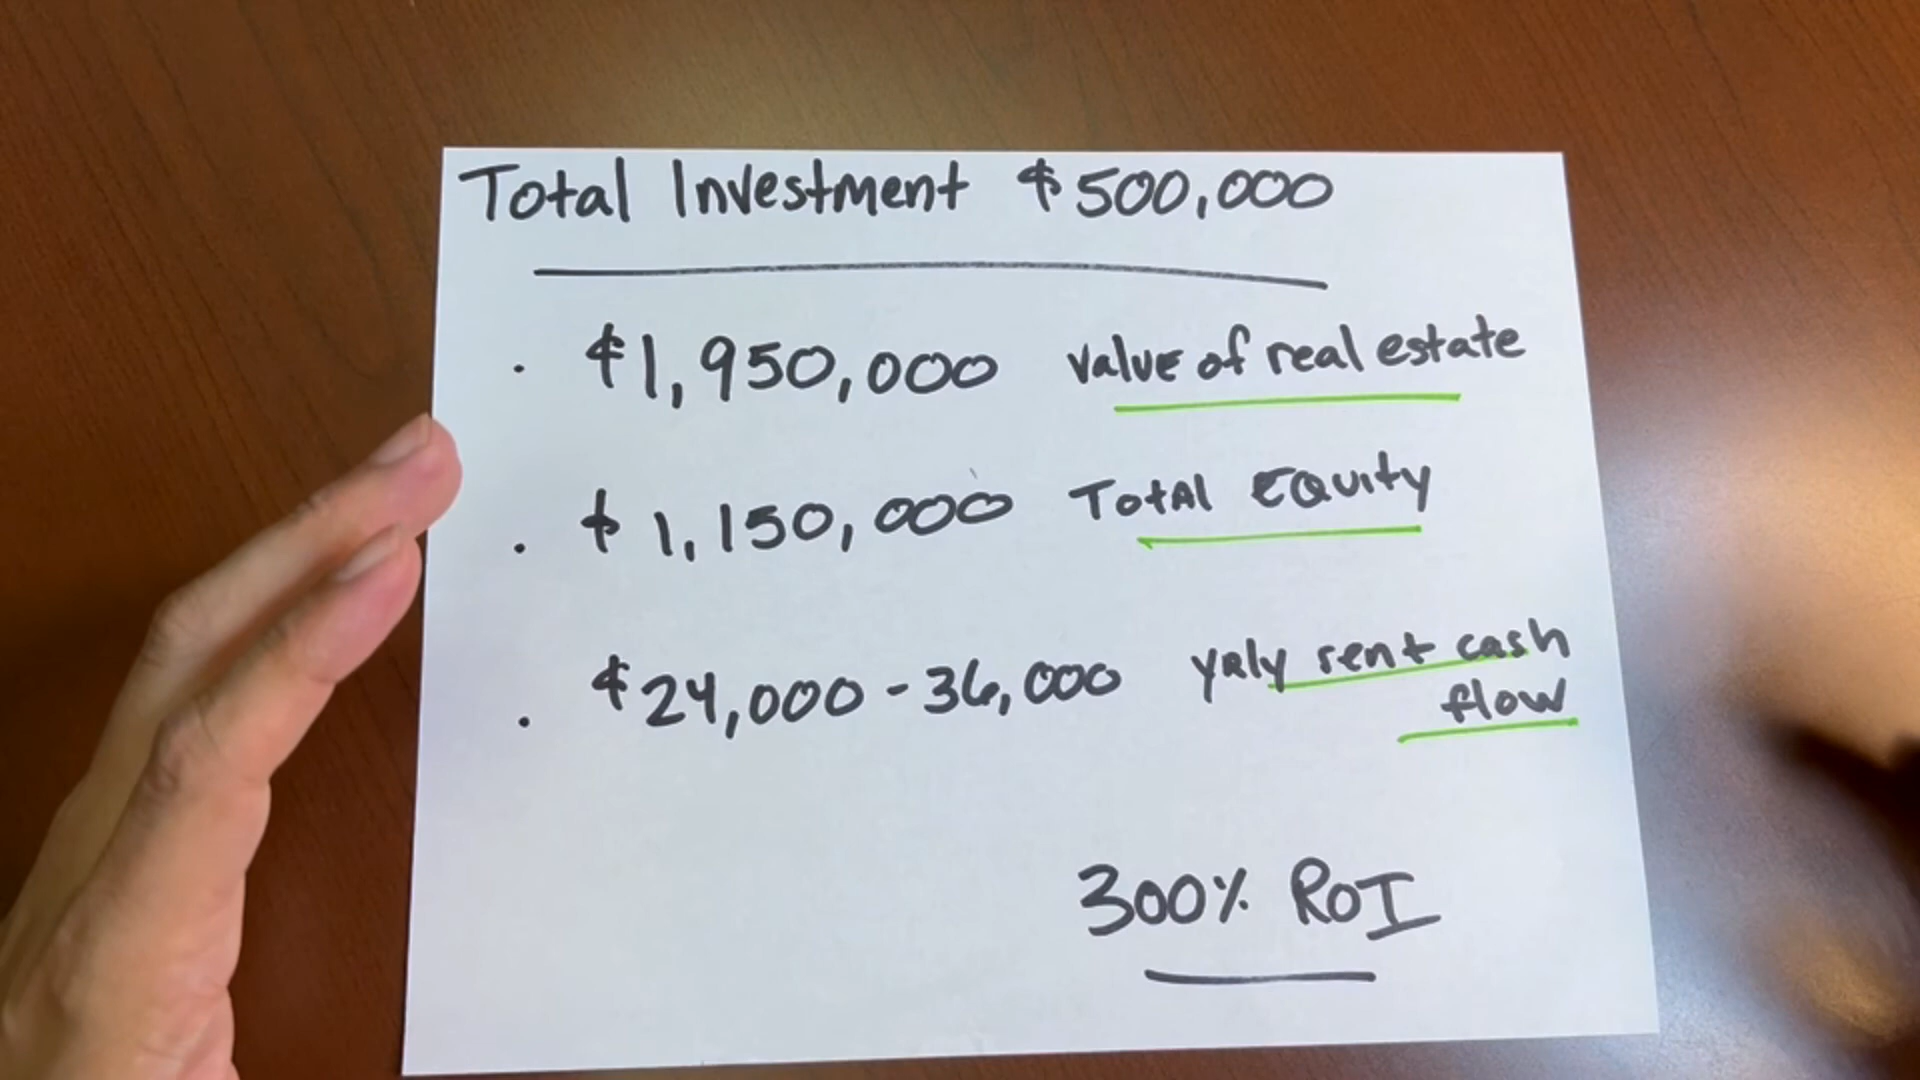 Total Investment $500,000
. $1,950,000 value of real estate
. $1,150,000 Total Equity
. $24,000 - 36,000 yrly rent cash
flow
300% ROI